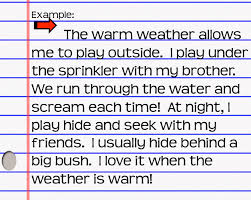 Example:
The warm weather allows
me to play outside. I play under
the sprinkler with my brother.
We run through the water and
scream each time! At night, I
play hide and seek with my
friends. I usually hide behind a
big bush. I love it when the
weather is warm!